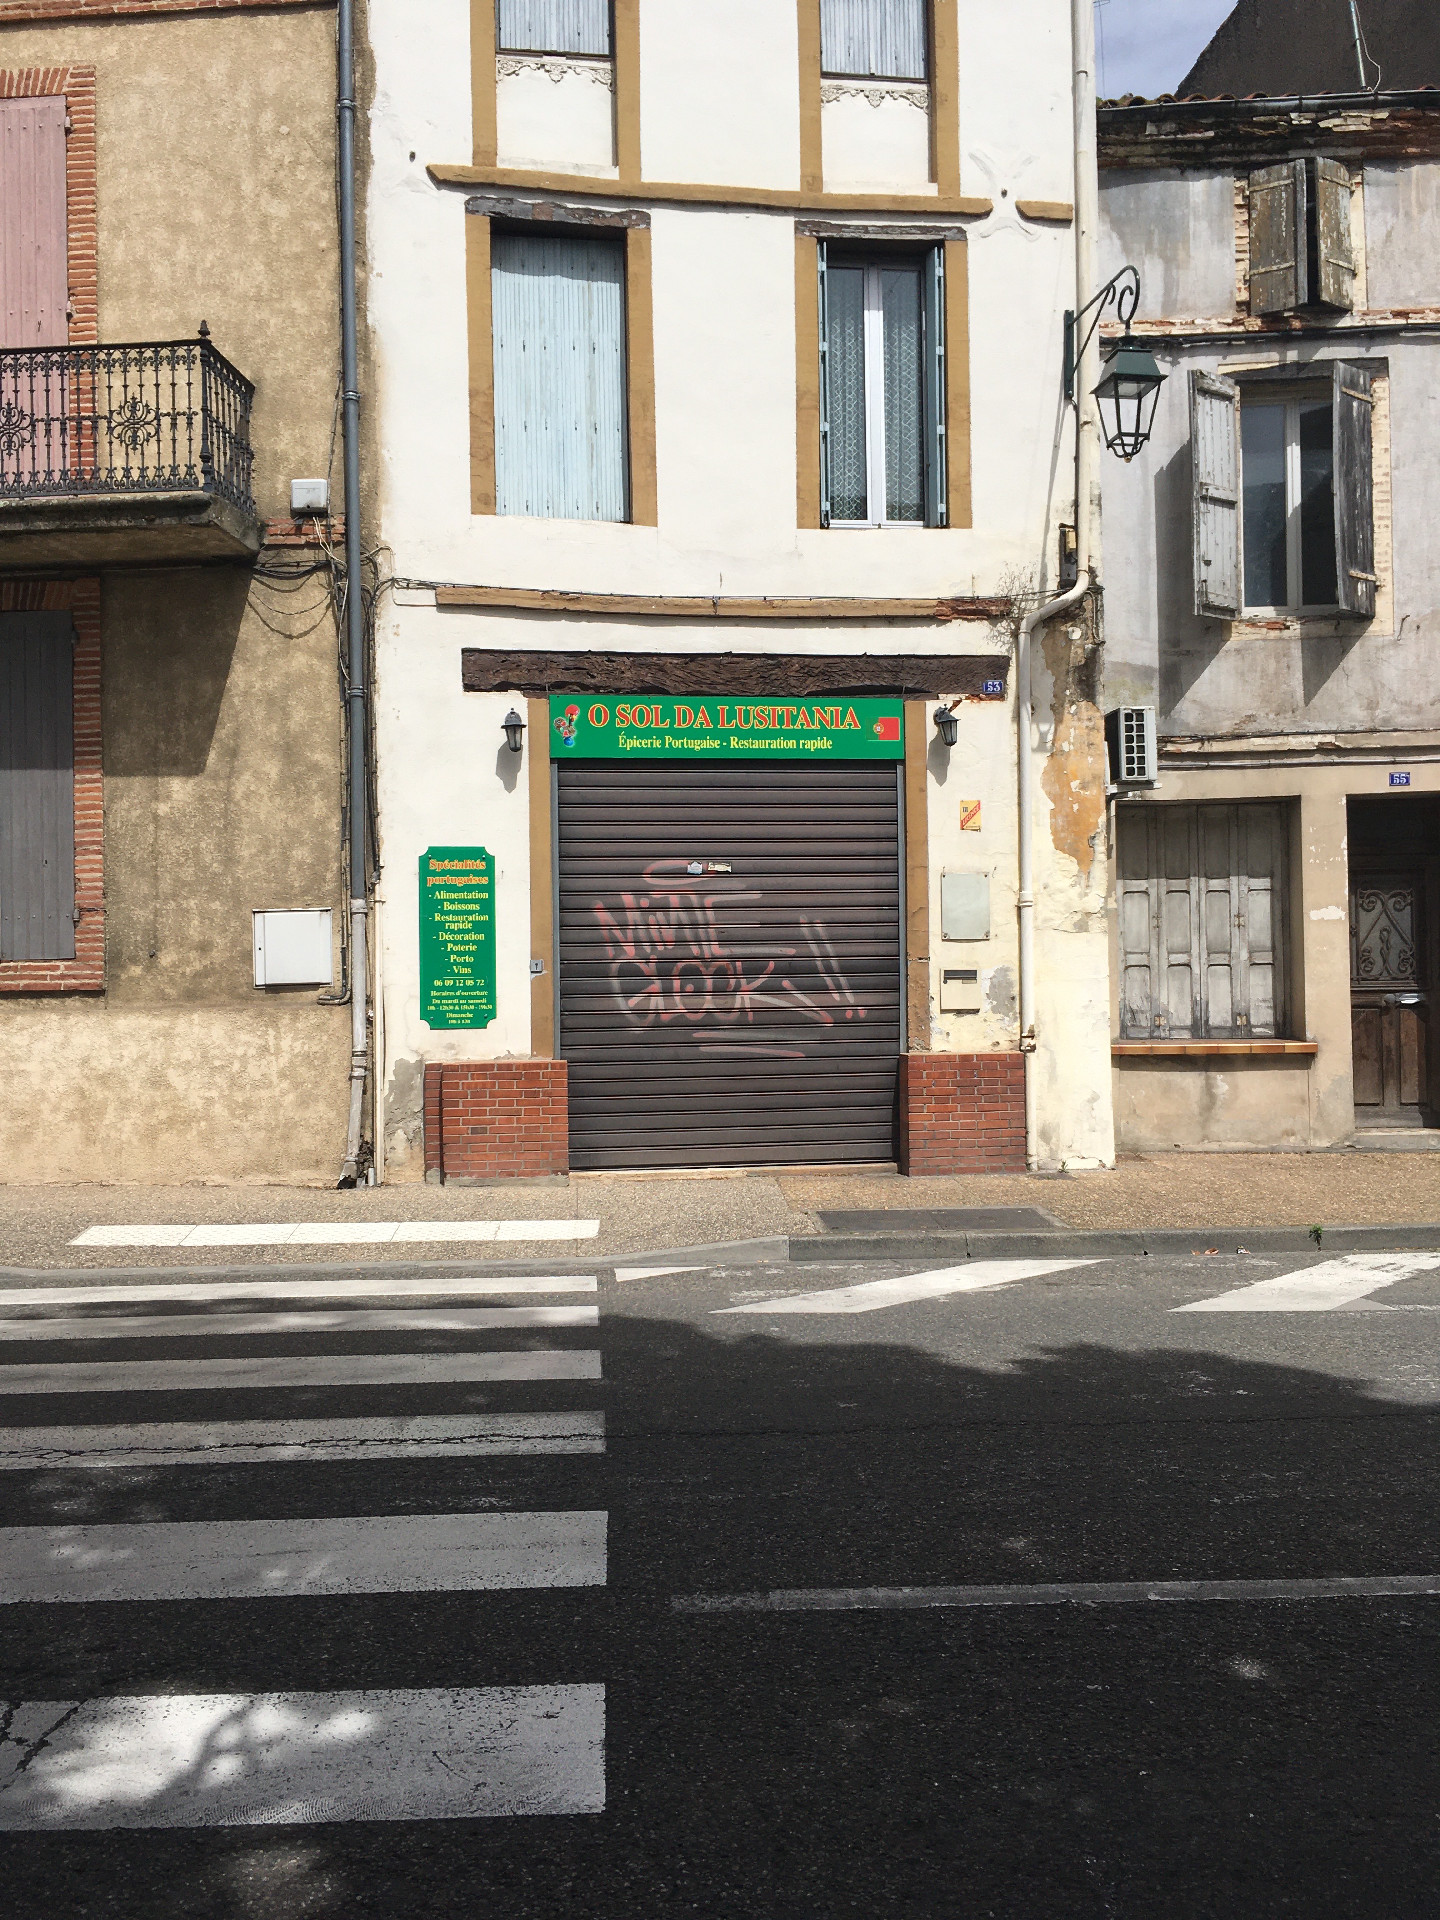 53
O SOL DA LUSITANIA
Épicerie Portugaise - Restauration rapide
55
Spécialités
portugaises
- Alimentation
- Boissons
- Restauration
rapide
- Décoration
- Poterie
- Porto
- Vins
06 09 12 05 72
Horaires d'ouverture
Du mardi au samedi
Dimanche